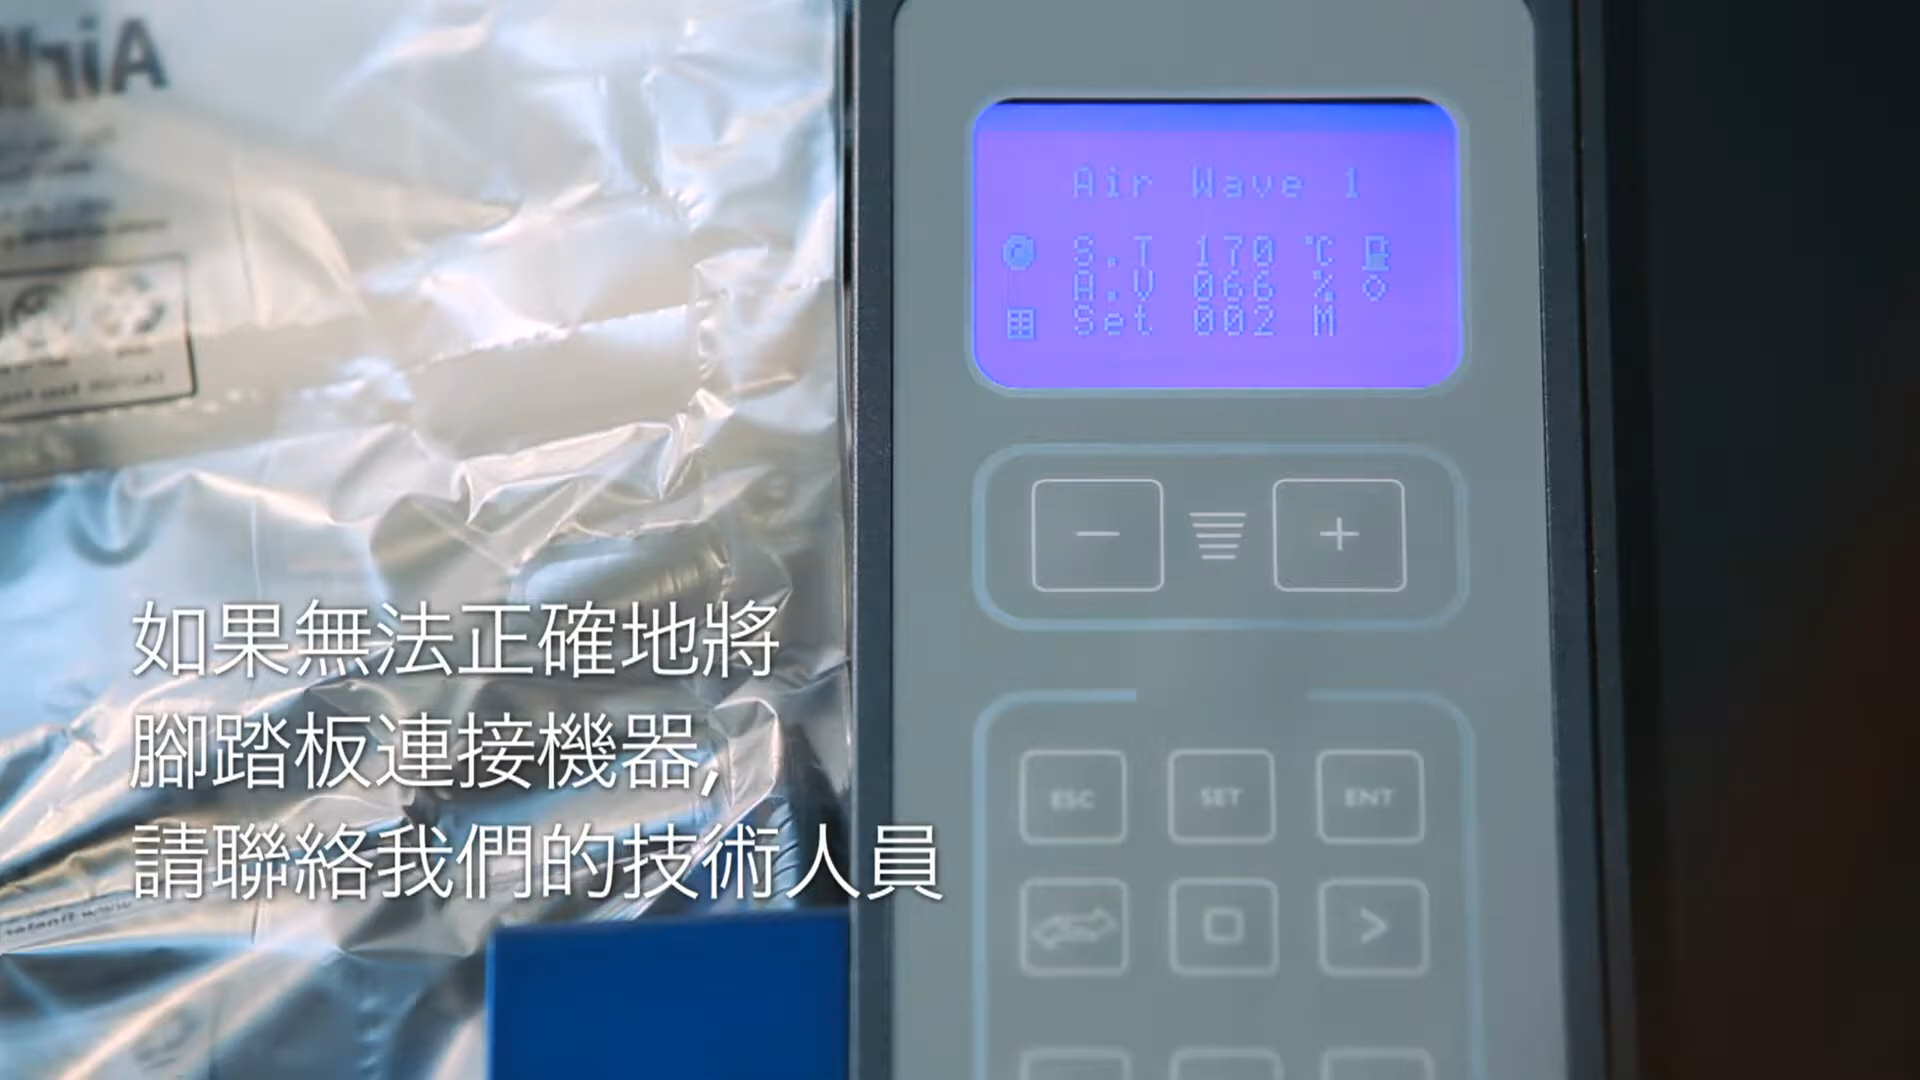 Air Wave 1
S.T 170 ℃
A.V 066 %
Set 002 M
− +
ESC SET ENT
>
如果無法正確地將
腳踏板連接機器,
請聯絡我們的技術人員